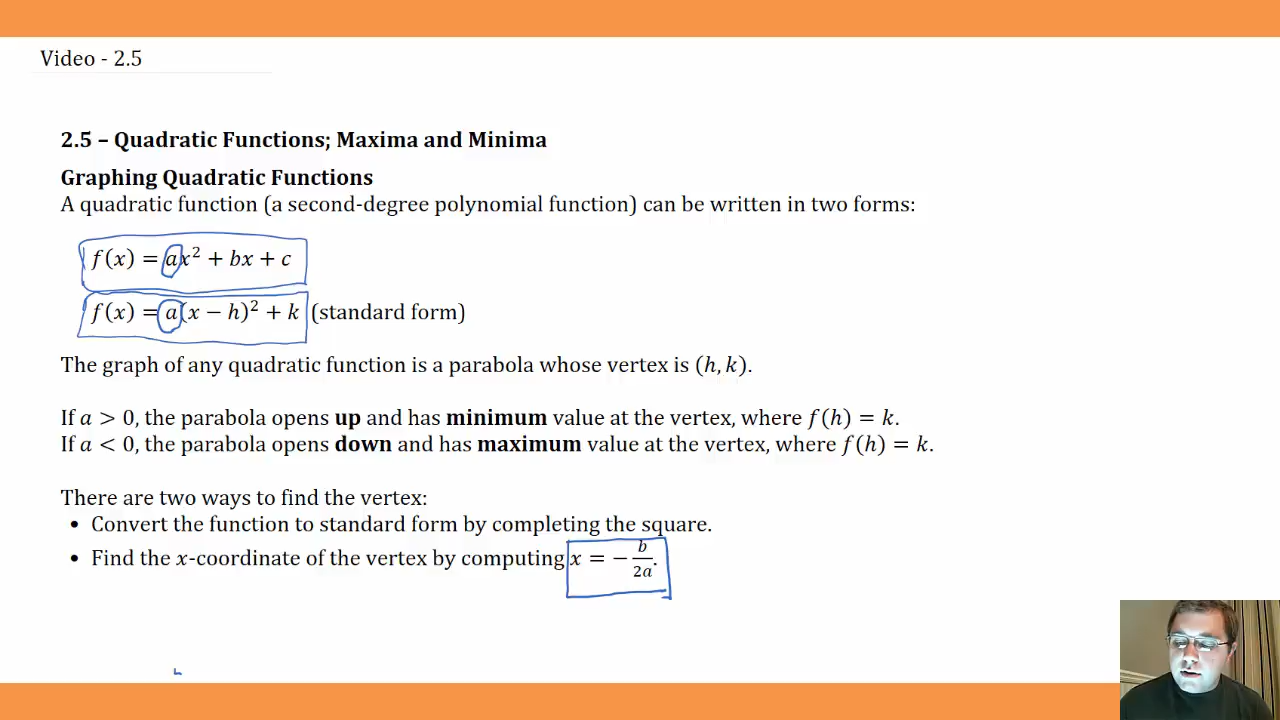 Video - 2.5
2.5 – Quadratic Functions; Maxima and Minima
Graphing Quadratic Functions
A quadratic function (a second-degree polynomial function) can be written in two forms:
f(x) = ax² + bx + c
f(x) = a(x − h)² + k (standard form)
The graph of any quadratic function is a parabola whose vertex is (h, k).
If a > 0, the parabola opens up and has minimum value at the vertex, where f(h) = k.
If a < 0, the parabola opens down and has maximum value at the vertex, where f(h) = k.
There are two ways to find the vertex:
• Convert the function to standard form by completing the square.
• Find the x-coordinate of the vertex by computing x = −b/2a.